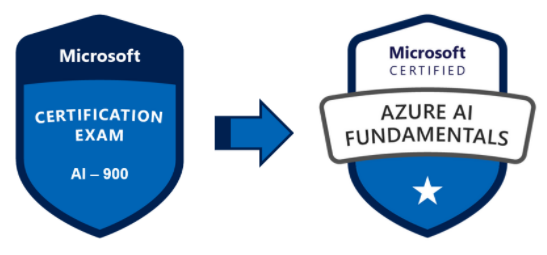 Microsoft
CERTIFICATION
EXAM
AI – 900
Microsoft
CERTIFIED
AZURE AI
FUNDAMENTALS